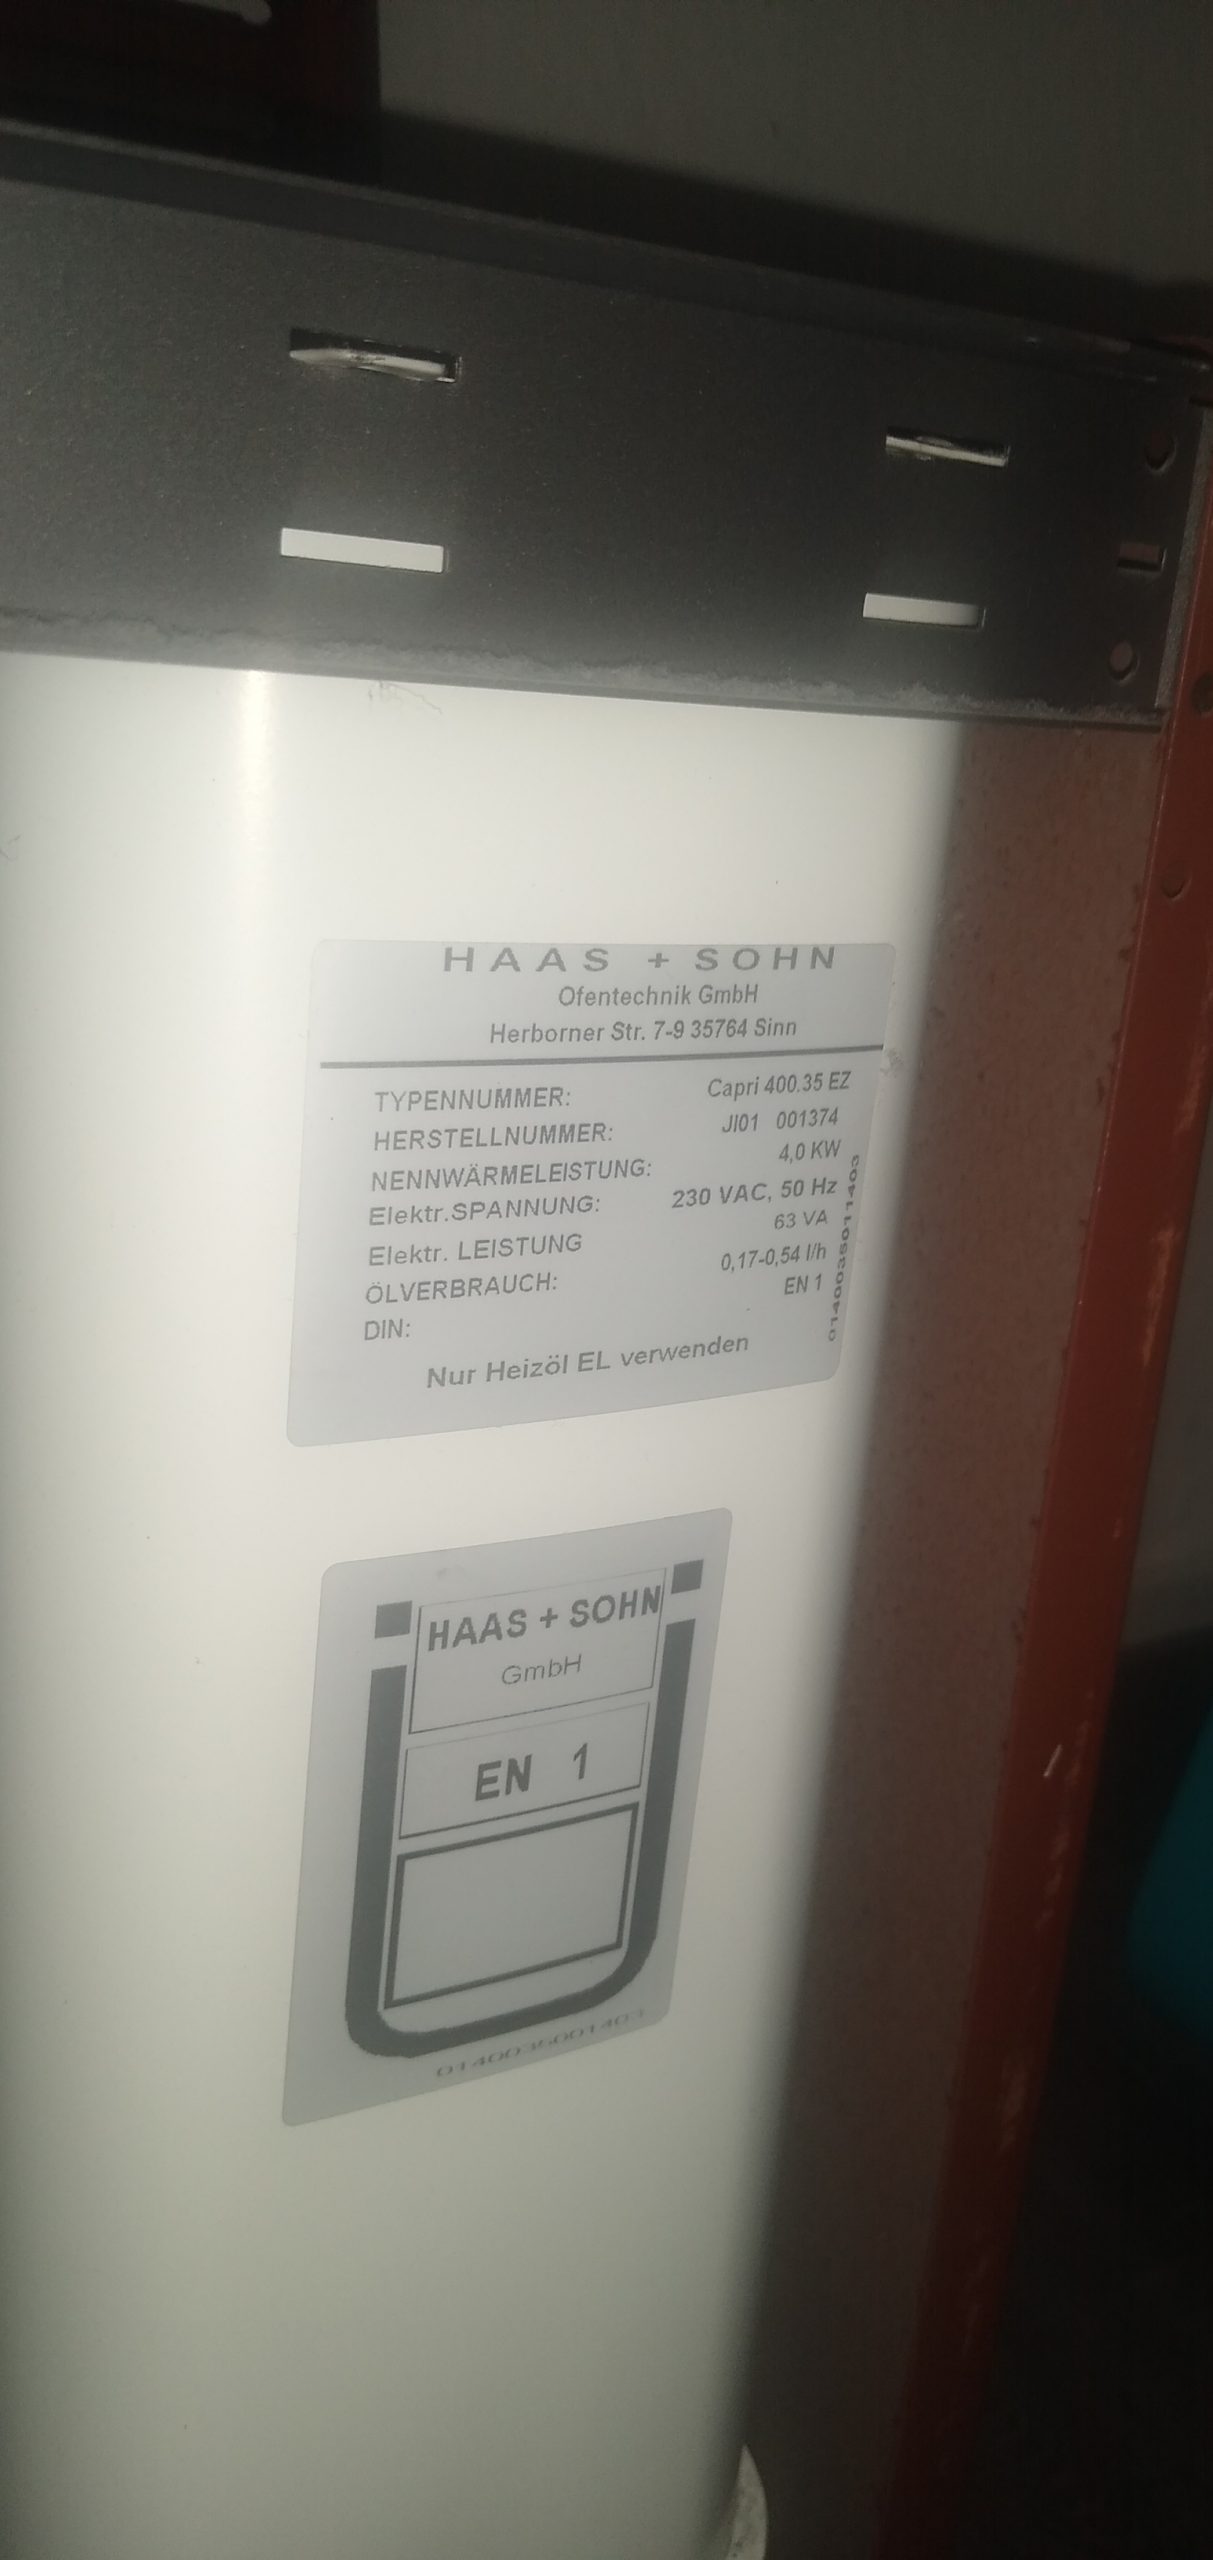 HAAS + SOHN
Ofentechnik GmbH
Herborner Str. 7-9 35764 Sinn
TYPENNUMMER: Capri 400.35 EZ
HERSTELLNUMMER: JI01 001374
NENNWÄRMELEISTUNG: 4,0 KW
Elektr.SPANNUNG: 230 VAC, 50 Hz
Elektr. LEISTUNG 63 VA
ÖLVERBRAUCH: 0,17-0,54 l/h
DIN: EN 1
Nur Heizöl EL verwenden
0140035011403
HAAS + SOHN
GmbH
EN 1
0140035001403